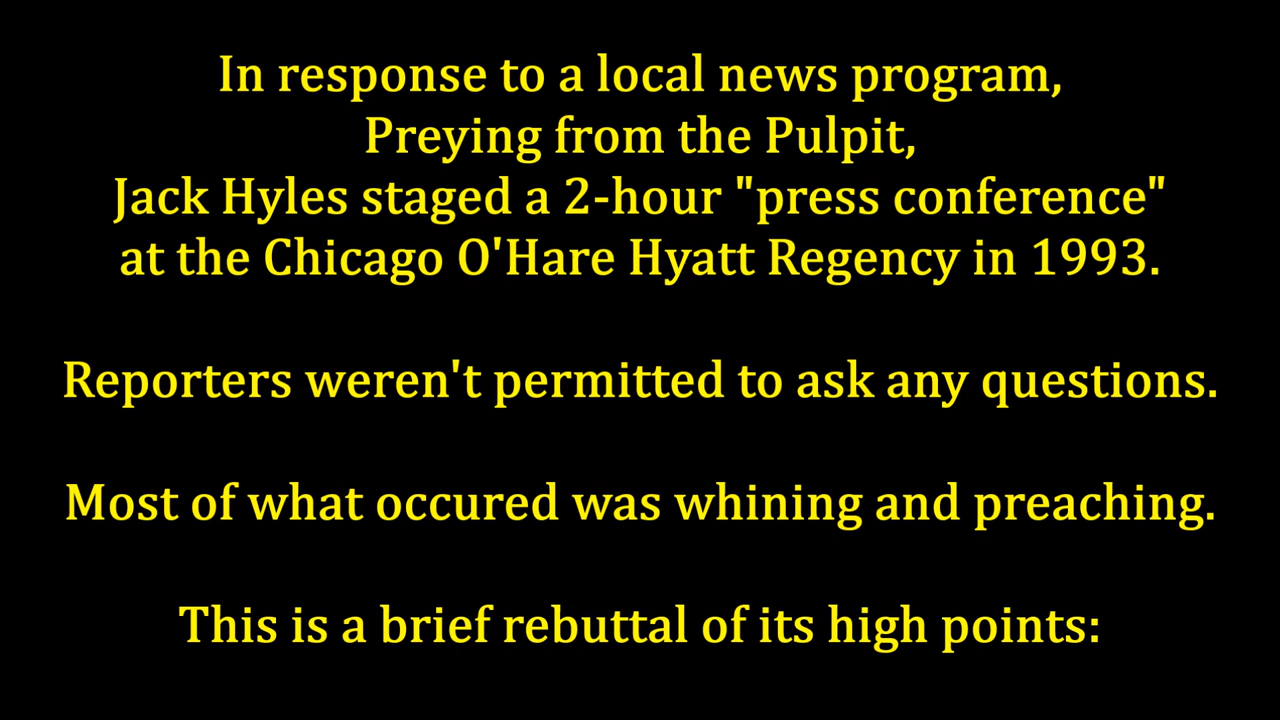 In response to a local news program,
Preying from the Pulpit,
Jack Hyles staged a 2-hour "press conference"
at the Chicago O'Hare Hyatt Regency in 1993.
Reporters weren't permitted to ask any questions.
Most of what occured was whining and preaching.
This is a brief rebuttal of its high points: